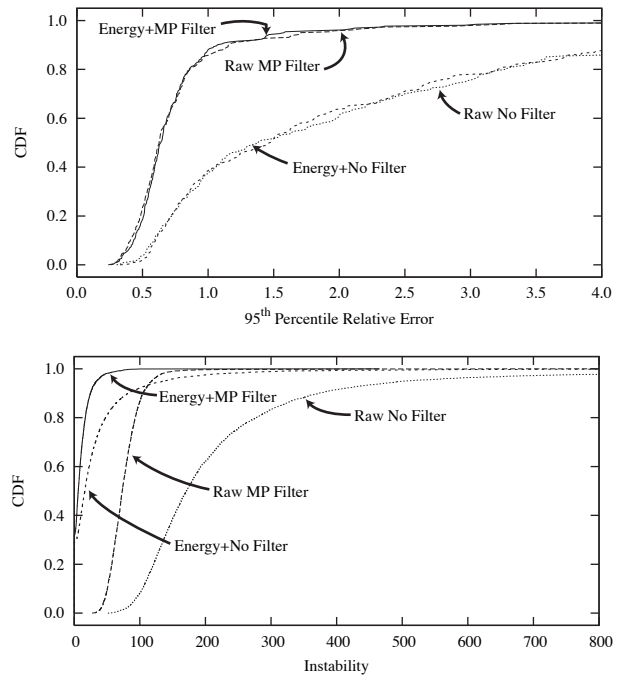 1.0
Energy+MP Filter
0.8
Raw MP Filter
0.6
Raw No Filter
CDF
0.4
Energy+No Filter
0.2
0.0
0.0 0.5 1.0 1.5 2.0 2.5 3.0 3.5 4.0
95th Percentile Relative Error
1.0
Energy+MP Filter
0.8
Raw No Filter
0.6
Raw MP Filter
CDF
0.4
Energy+No Filter
0.2
0.0
0 100 200 300 400 500 600 700 800
Instability